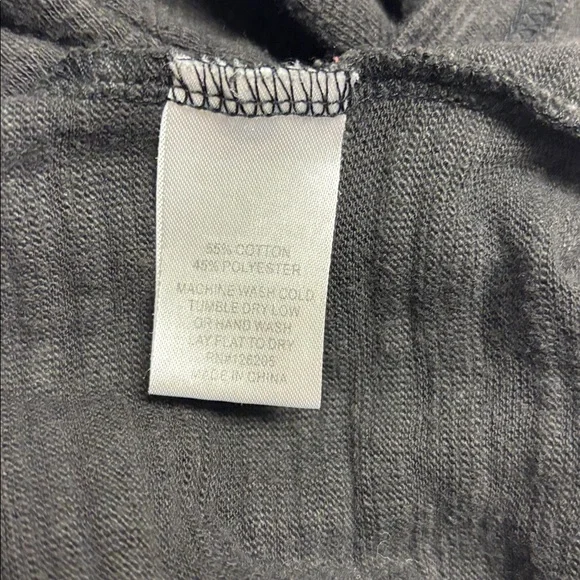 55% COTTON
45% POLYESTER
MACHINE WASH COLD
TUMBLE DRY LOW
OR HAND WASH
LAY FLAT TO DRY
RN#126205
MADE IN CHINA